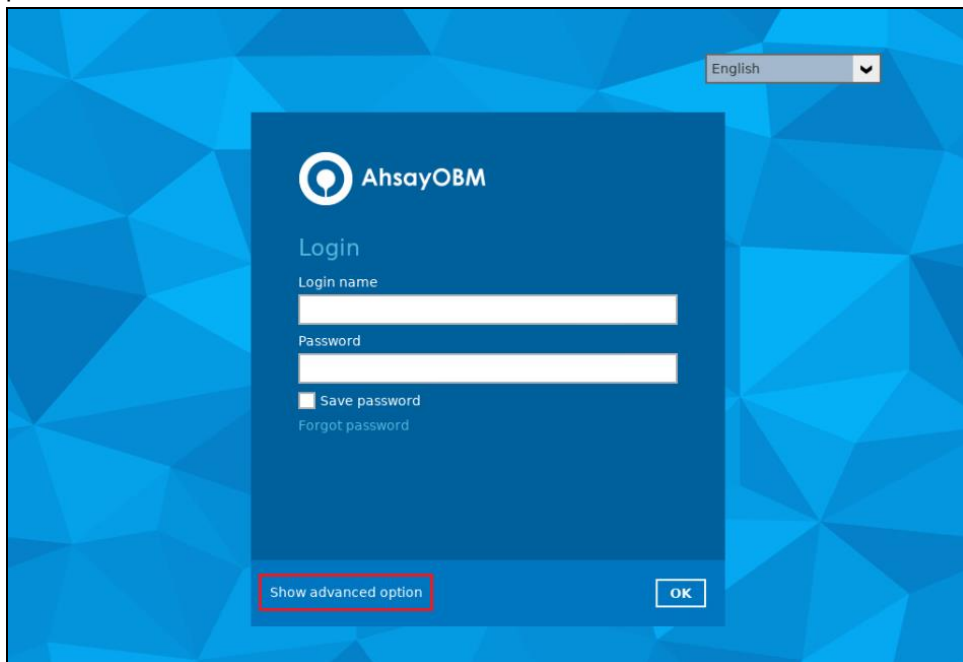 English
AhsayOBM
Login
Login name
Password
Save password
Forgot password
Show advanced option
OK